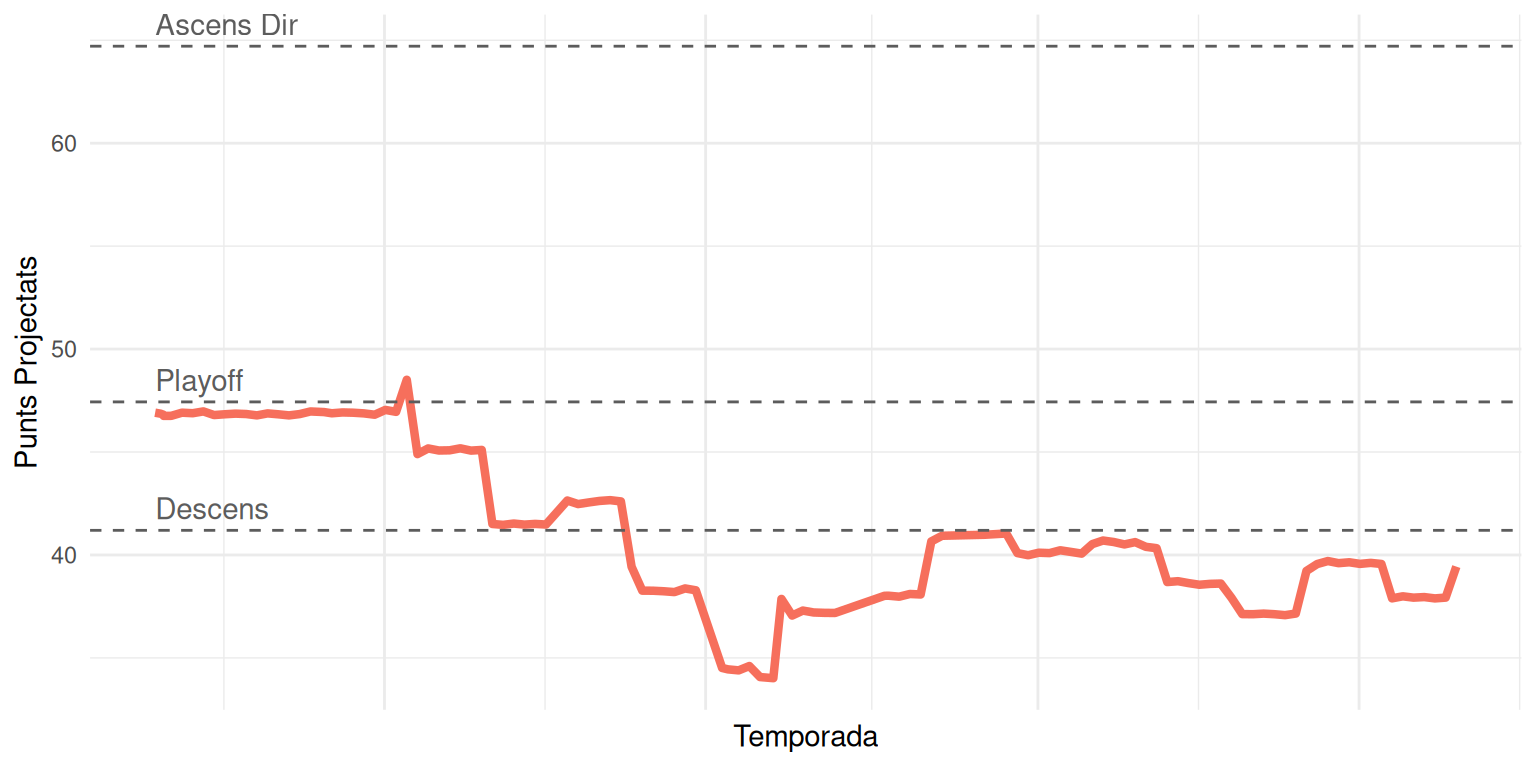 Ascens Dir
60
50
Playoff
Descens
40
Punts Projectats
Temporada